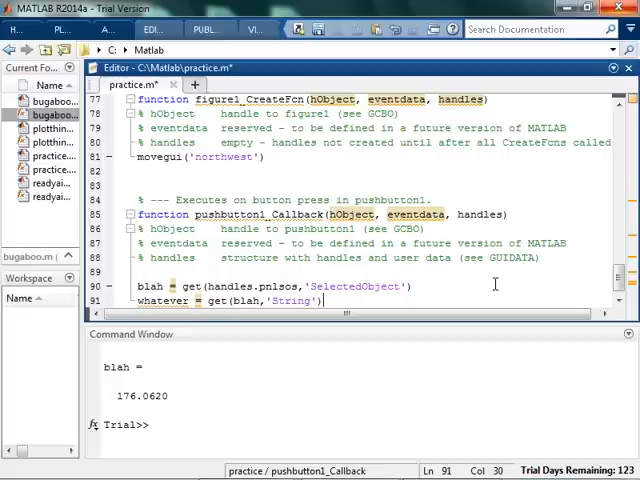 MATLAB R2014a - Trial Version
H...
P...
A...
EDI...
PUBL...
VI...
Search Documentation
C:
Matlab
Current Fo...
Editor - C:\Matlab\practice.m*
practice.m*
Name
bugaboo...
bugaboo...
plotthin...
plotthin...
practice....
practice....
readyai...
readyai...
bugaboo.m
Workspace
Name
77 function figure1_CreateFcn(hObject, eventdata, handles)
78 % hObject    handle to figure1 (see GCBO)
79 % eventdata  reserved - to be defined in a future version of MATLAB
80 % handles    empty - handles not created until after all CreateFcns called
81 movegui('northwest')
82
83
84 % --- Executes on button press in pushbutton1.
85 function pushbutton1_Callback(hObject, eventdata, handles)
86 % hObject    handle to pushbutton1 (see GCBO)
87 % eventdata  reserved - to be defined in a future version of MATLAB
88 % handles    structure with handles and user data (see GUIDATA)
89
90 blah = get(handles.pnlsos,'SelectedObject')
91 whatever = get(blah,'String')
Command Window
blah =
176.0620
fx Trial>>
practice / pushbutton1_Callback
Ln 91 Col 30
Trial Days Remaining: 123